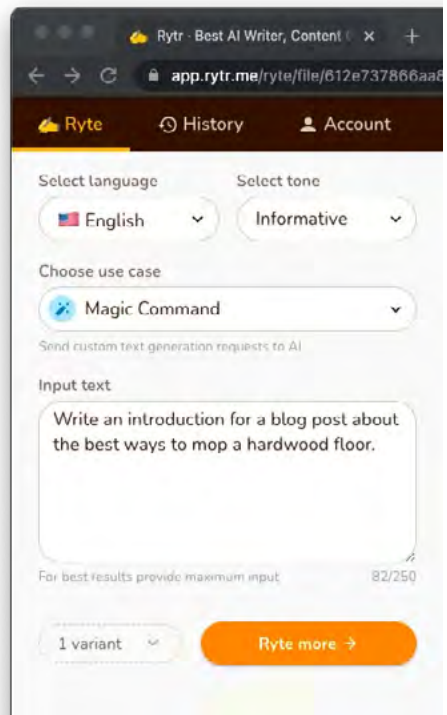 Rytr - Best AI Writer, Content
app.rytr.me/ryte/file/612e737866aa8
Ryte History Account
Select language Select tone
English Informative
Choose use case
Magic Command
Send custom text generation requests to AI
Input text
Write an introduction for a blog post about
the best ways to mop a hardwood floor.
For best results provide maximum input 82/250
1 variant Ryte more →